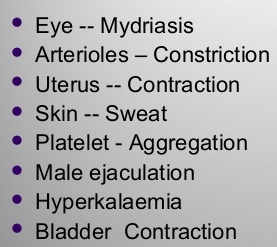 • Eye -- Mydriasis
• Arterioles – Constriction
• Uterus -- Contraction
• Skin -- Sweat
• Platelet - Aggregation
• Male ejaculation
• Hyperkalaemia
• Bladder  Contraction